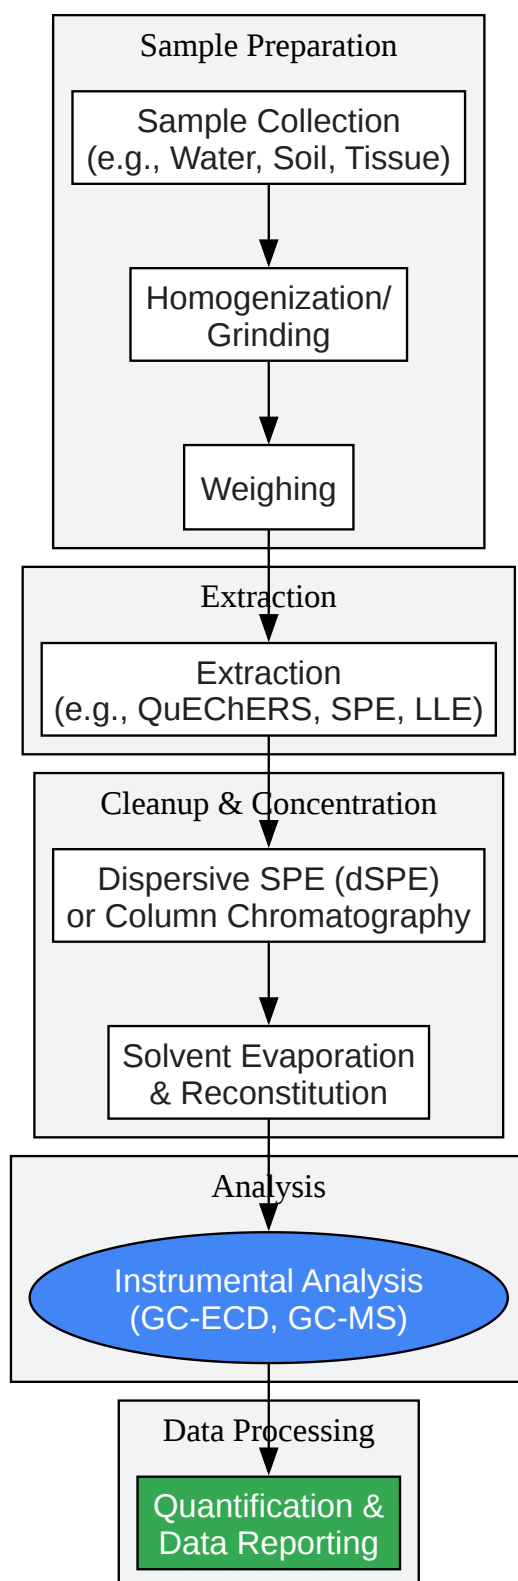 Sample Preparation
Sample Collection
(e.g., Water, Soil, Tissue)
Homogenization/
Grinding
Weighing
Extraction
Extraction
(e.g., QuEChERS, SPE, LLE)
Cleanup & Concentration
Dispersive SPE (dSPE)
or Column Chromatography
Solvent Evaporation
& Reconstitution
Analysis
Instrumental Analysis
(GC-ECD, GC-MS)
Data Processing
Quantification &
Data Reporting